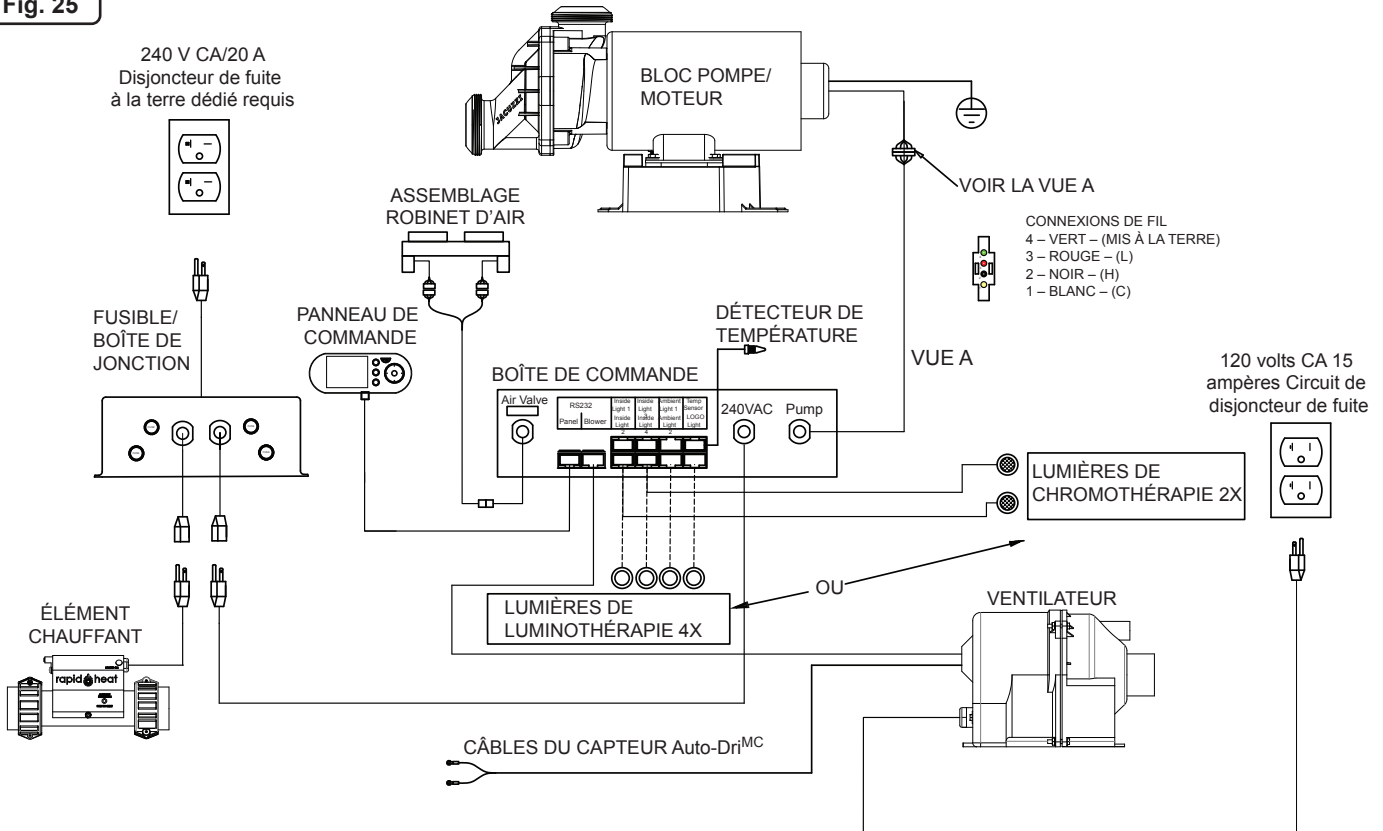 Fig. 25
240 V CA/20 A
Disjoncteur de fuite
à la terre dédié requis
JACUZZI
BLOC POMPE/
MOTEUR
VOIR LA VUE A
ASSEMBLAGE
ROBINET D'AIR
CONNEXIONS DE FIL
4 – VERT – (MIS À LA TERRE)
3 – ROUGE – (L)
2 – NOIR – (H)
1 – BLANC – (C)
FUSIBLE/
BOÎTE DE
JONCTION
PANNEAU DE
COMMANDE
DÉTECTEUR DE
TEMPÉRATURE
VUE A
120 volts CA 15
ampères Circuit de
disjoncteur de fuite
BOÎTE DE COMMANDE
Air Valve
RS232
Panel
Blower
Inside
Light 1
Inside
Light
2
Inside
Light
3
Inside
Light
4
Ambient
Light 1
Ambient
Light
2
Temp
Sensor
LOGO
Light
240VAC
Pump
LUMIÈRES DE
CHROMOTHÉRAPIE 2X
OU
LUMIÈRES DE
LUMINOTHÉRAPIE 4X
VENTILATEUR
ÉLÉMENT
CHAUFFANT
rapid heat
CÂBLES DU CAPTEUR Auto-DriMC